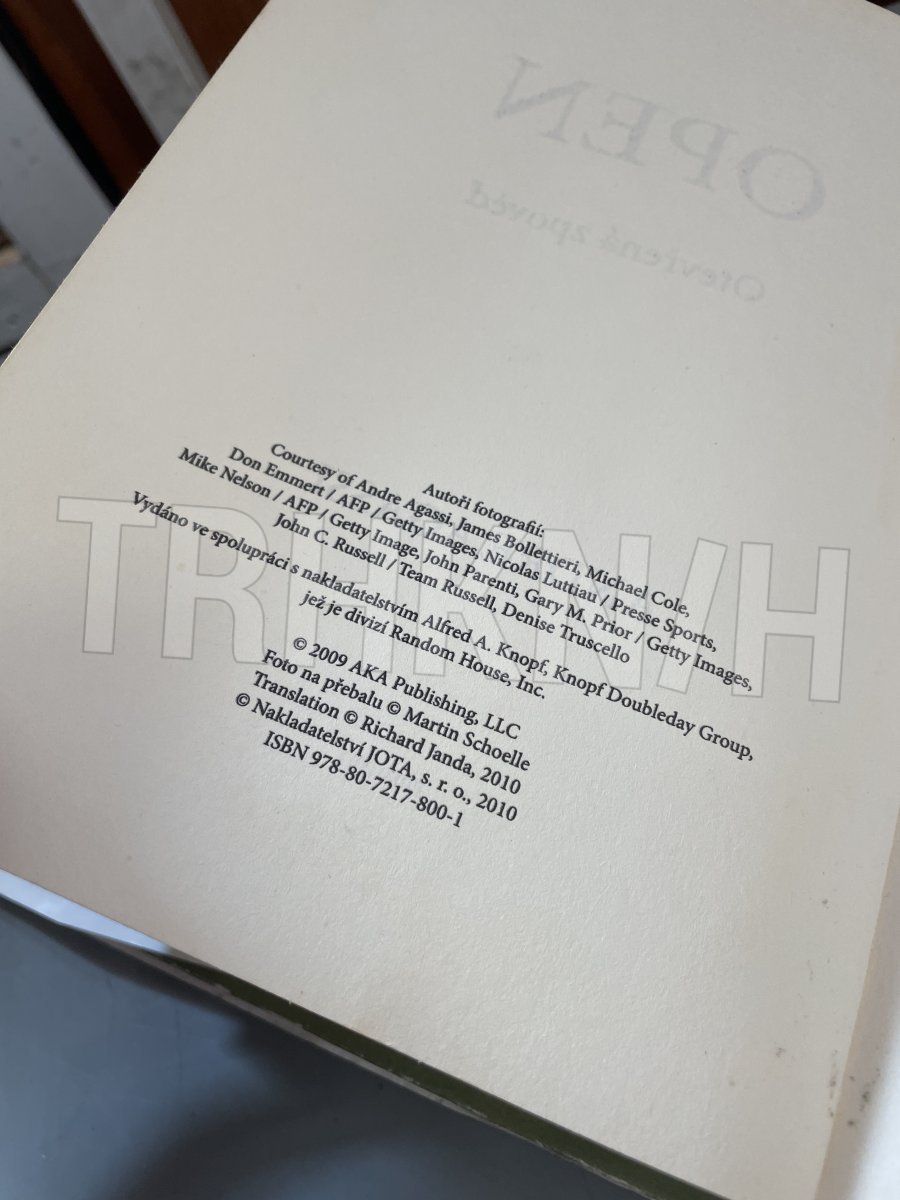 OPEN
Otevřená zpověď
Autoři fotografií:
Courtesy of Andre Agassi, James Bollettieri, Michael Cole,
Don Emmert / AFP / Getty Images, Nicolas Luttiau / Presse Sports,
Mike Nelson / AFP / Getty Image, John Parenti, Gary M. Prior / Getty Images,
John C. Russell / Team Russell, Denise Truscello
Vydáno ve spolupráci s nakladatelstvím Alfred A. Knopf, Knopf Doubleday Group,
jež je divizí Random House, Inc.
© 2009 AKA Publishing, LLC
Foto na přebalu © Martin Schoelle
Translation © Richard Janda, 2010
© Nakladatelství JOTA, s. r. o., 2010
ISBN 978-80-7217-800-1
TRHKNIH